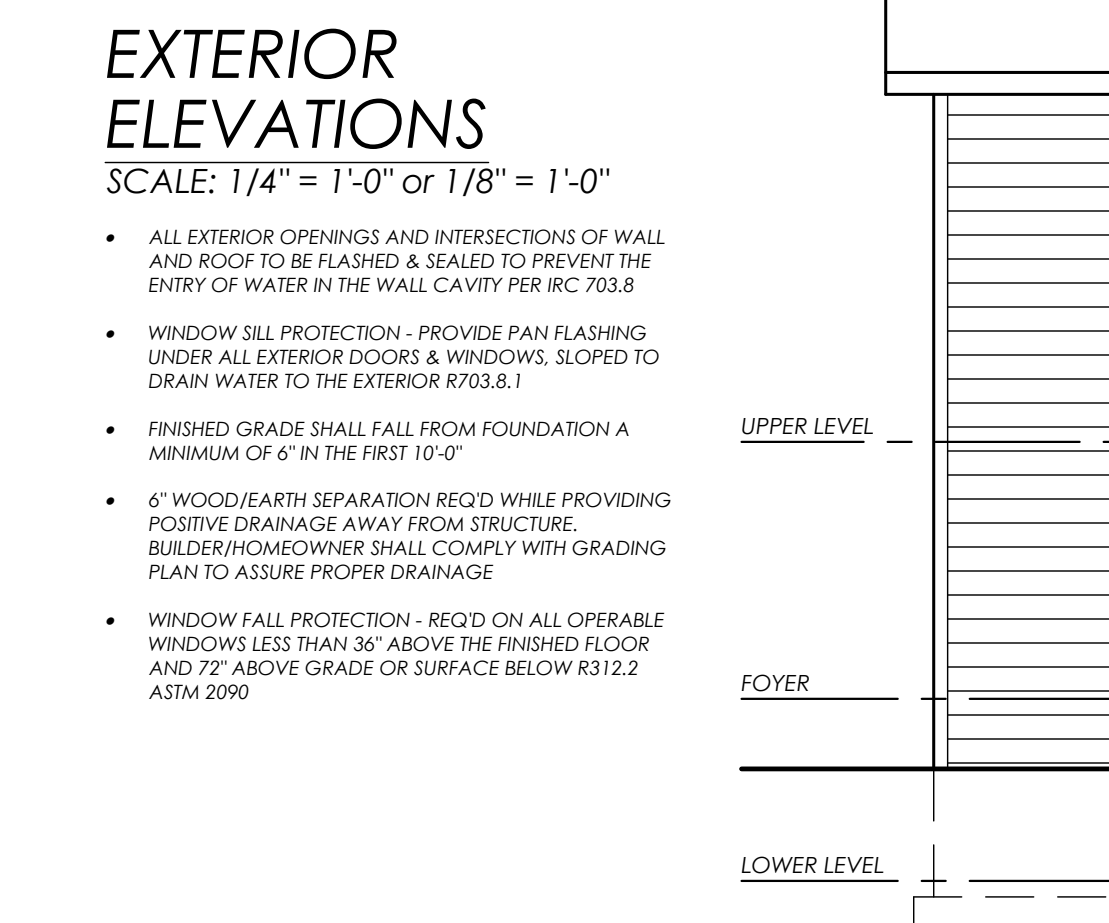 EXTERIOR
ELEVATIONS
SCALE: 1/4" = 1'-0" or 1/8" = 1'-0"
• ALL EXTERIOR OPENINGS AND INTERSECTIONS OF WALL
AND ROOF TO BE FLASHED & SEALED TO PREVENT THE
ENTRY OF WATER IN THE WALL CAVITY PER IRC 703.8
• WINDOW SILL PROTECTION - PROVIDE PAN FLASHING
UNDER ALL EXTERIOR DOORS & WINDOWS, SLOPED TO
DRAIN WATER TO THE EXTERIOR R703.8.1
• FINISHED GRADE SHALL FALL FROM FOUNDATION A
MINIMUM OF 6" IN THE FIRST 10'-0"
• 6" WOOD/EARTH SEPARATION REQ'D WHILE PROVIDING
POSITIVE DRAINAGE AWAY FROM STRUCTURE.
BUILDER/HOMEOWNER SHALL COMPLY WITH GRADING
PLAN TO ASSURE PROPER DRAINAGE
• WINDOW FALL PROTECTION - REQ'D ON ALL OPERABLE
WINDOWS LESS THAN 36" ABOVE THE FINISHED FLOOR
AND 72" ABOVE GRADE OR SURFACE BELOW R312.2
ASTM 2090
UPPER LEVEL
FOYER
LOWER LEVEL